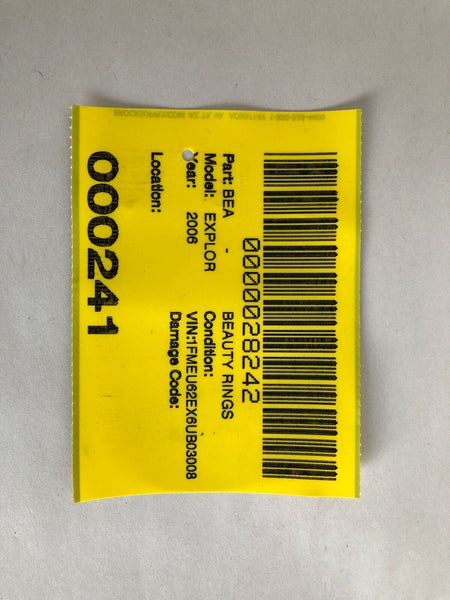 0000028242
Part: BEA - BEAUTY RINGS
Model: EXPLOR Condition:
Year: 2006 VIN:1FMEU62EX6UB03008
Damage Code:
Location:
000241